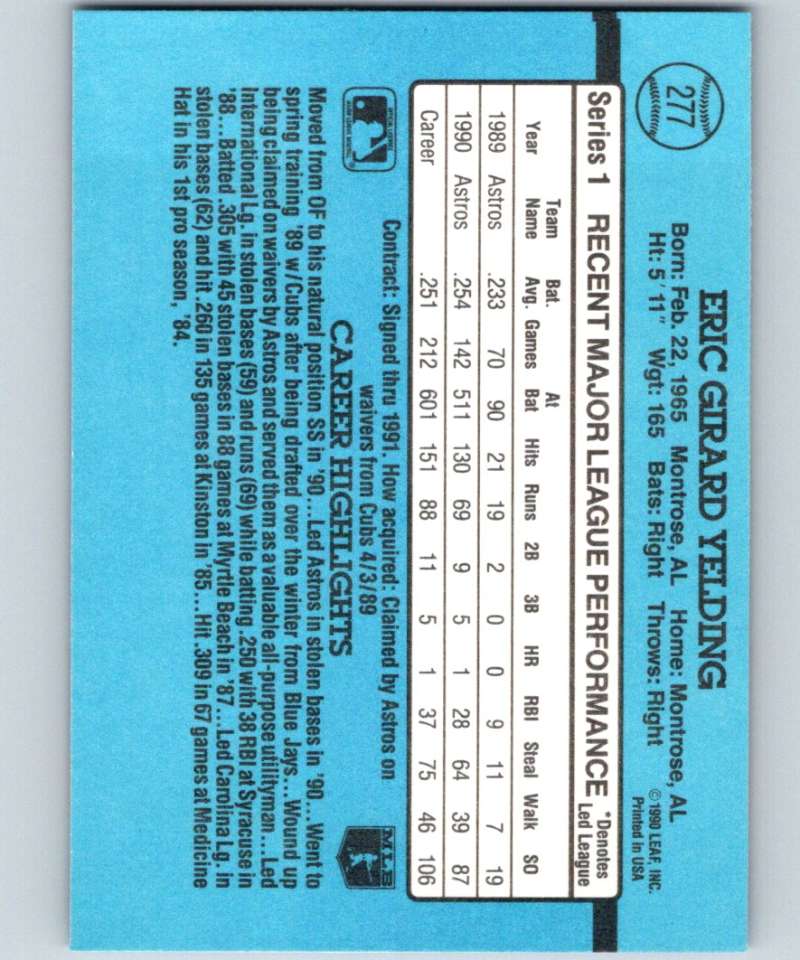 277
ERIC GIRARD YELDING
Born: Feb. 22, 1965 Montrose, AL Home: Montrose, AL
Ht: 5' 11" Wgt: 165 Bats: Right Throws: Right
© 1990 LEAF, INC.
Printed in USA
Series 1 RECENT MAJOR LEAGUE PERFORMANCE *Denotes Led League
Year Team Name Bat. Avg. Games At Bat Hits Runs 2B 3B HR RBI Steal Walk SO
1989 Astros .233 70 90 21 19 2 0 0 9 11 7 19
1990 Astros .254 142 511 130 69 9 5 1 28 64 39 87
Career .251 212 601 151 88 11 5 1 37 75 46 106
Contract: Signed thru 1991. How acquired: Claimed by Astros on
waivers from Cubs 4/3/89
CAREER HIGHLIGHTS
MLB
Moved from OF to his natural position SS in '90...Led Astros in stolen bases in '90...Went to
spring training '89 w/Cubs after being drafted over the winter from Blue Jays...Wound up
being claimed on waivers by Astros and served them as a valuable all-purpose utilityman...Led
International Lg. in stolen bases (59) and runs (69) while batting .250 with 38 RBI at Syracuse in
'88...Batted .305 with 45 stolen bases in 88 games at Myrtle Beach in '87...Led Carolina Lg. in
stolen bases (62) and hit .260 in 135 games at Kinston in '85...Hit .309 in 67 games at Medicine
Hat in his 1st pro season, '84.